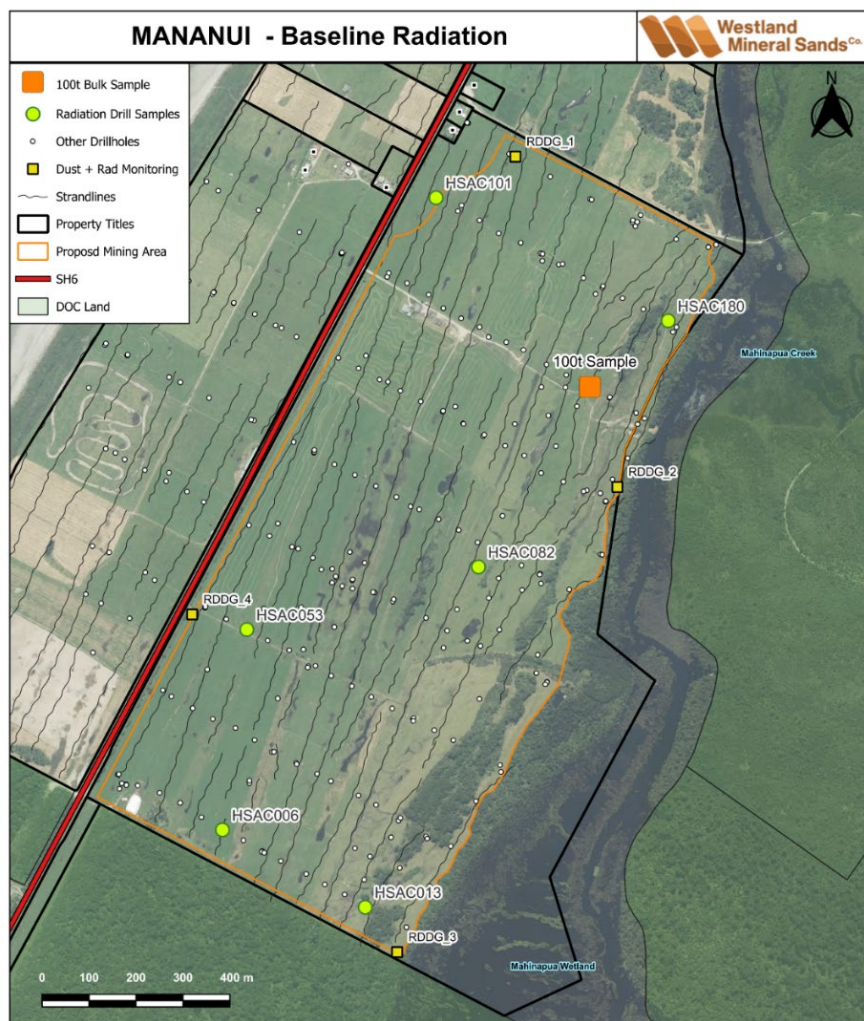 MANANUI - Baseline Radiation
Westland
Mineral Sands Co.
100t Bulk Sample
Radiation Drill Samples
Other Drillholes
Dust + Rad Monitoring
Strandlines
Property Titles
Proposd Mining Area
SH6
DOC Land
N
RDDG_1
HSAC101
HSAC180
Mahinapua Creek
100t Sample
RDDG_2
HSAC082
RDDG_4
HSAC053
HSAC006
HSAC013
RDDG_3
Mahinapua Wetland
0 100 200 300 400 m